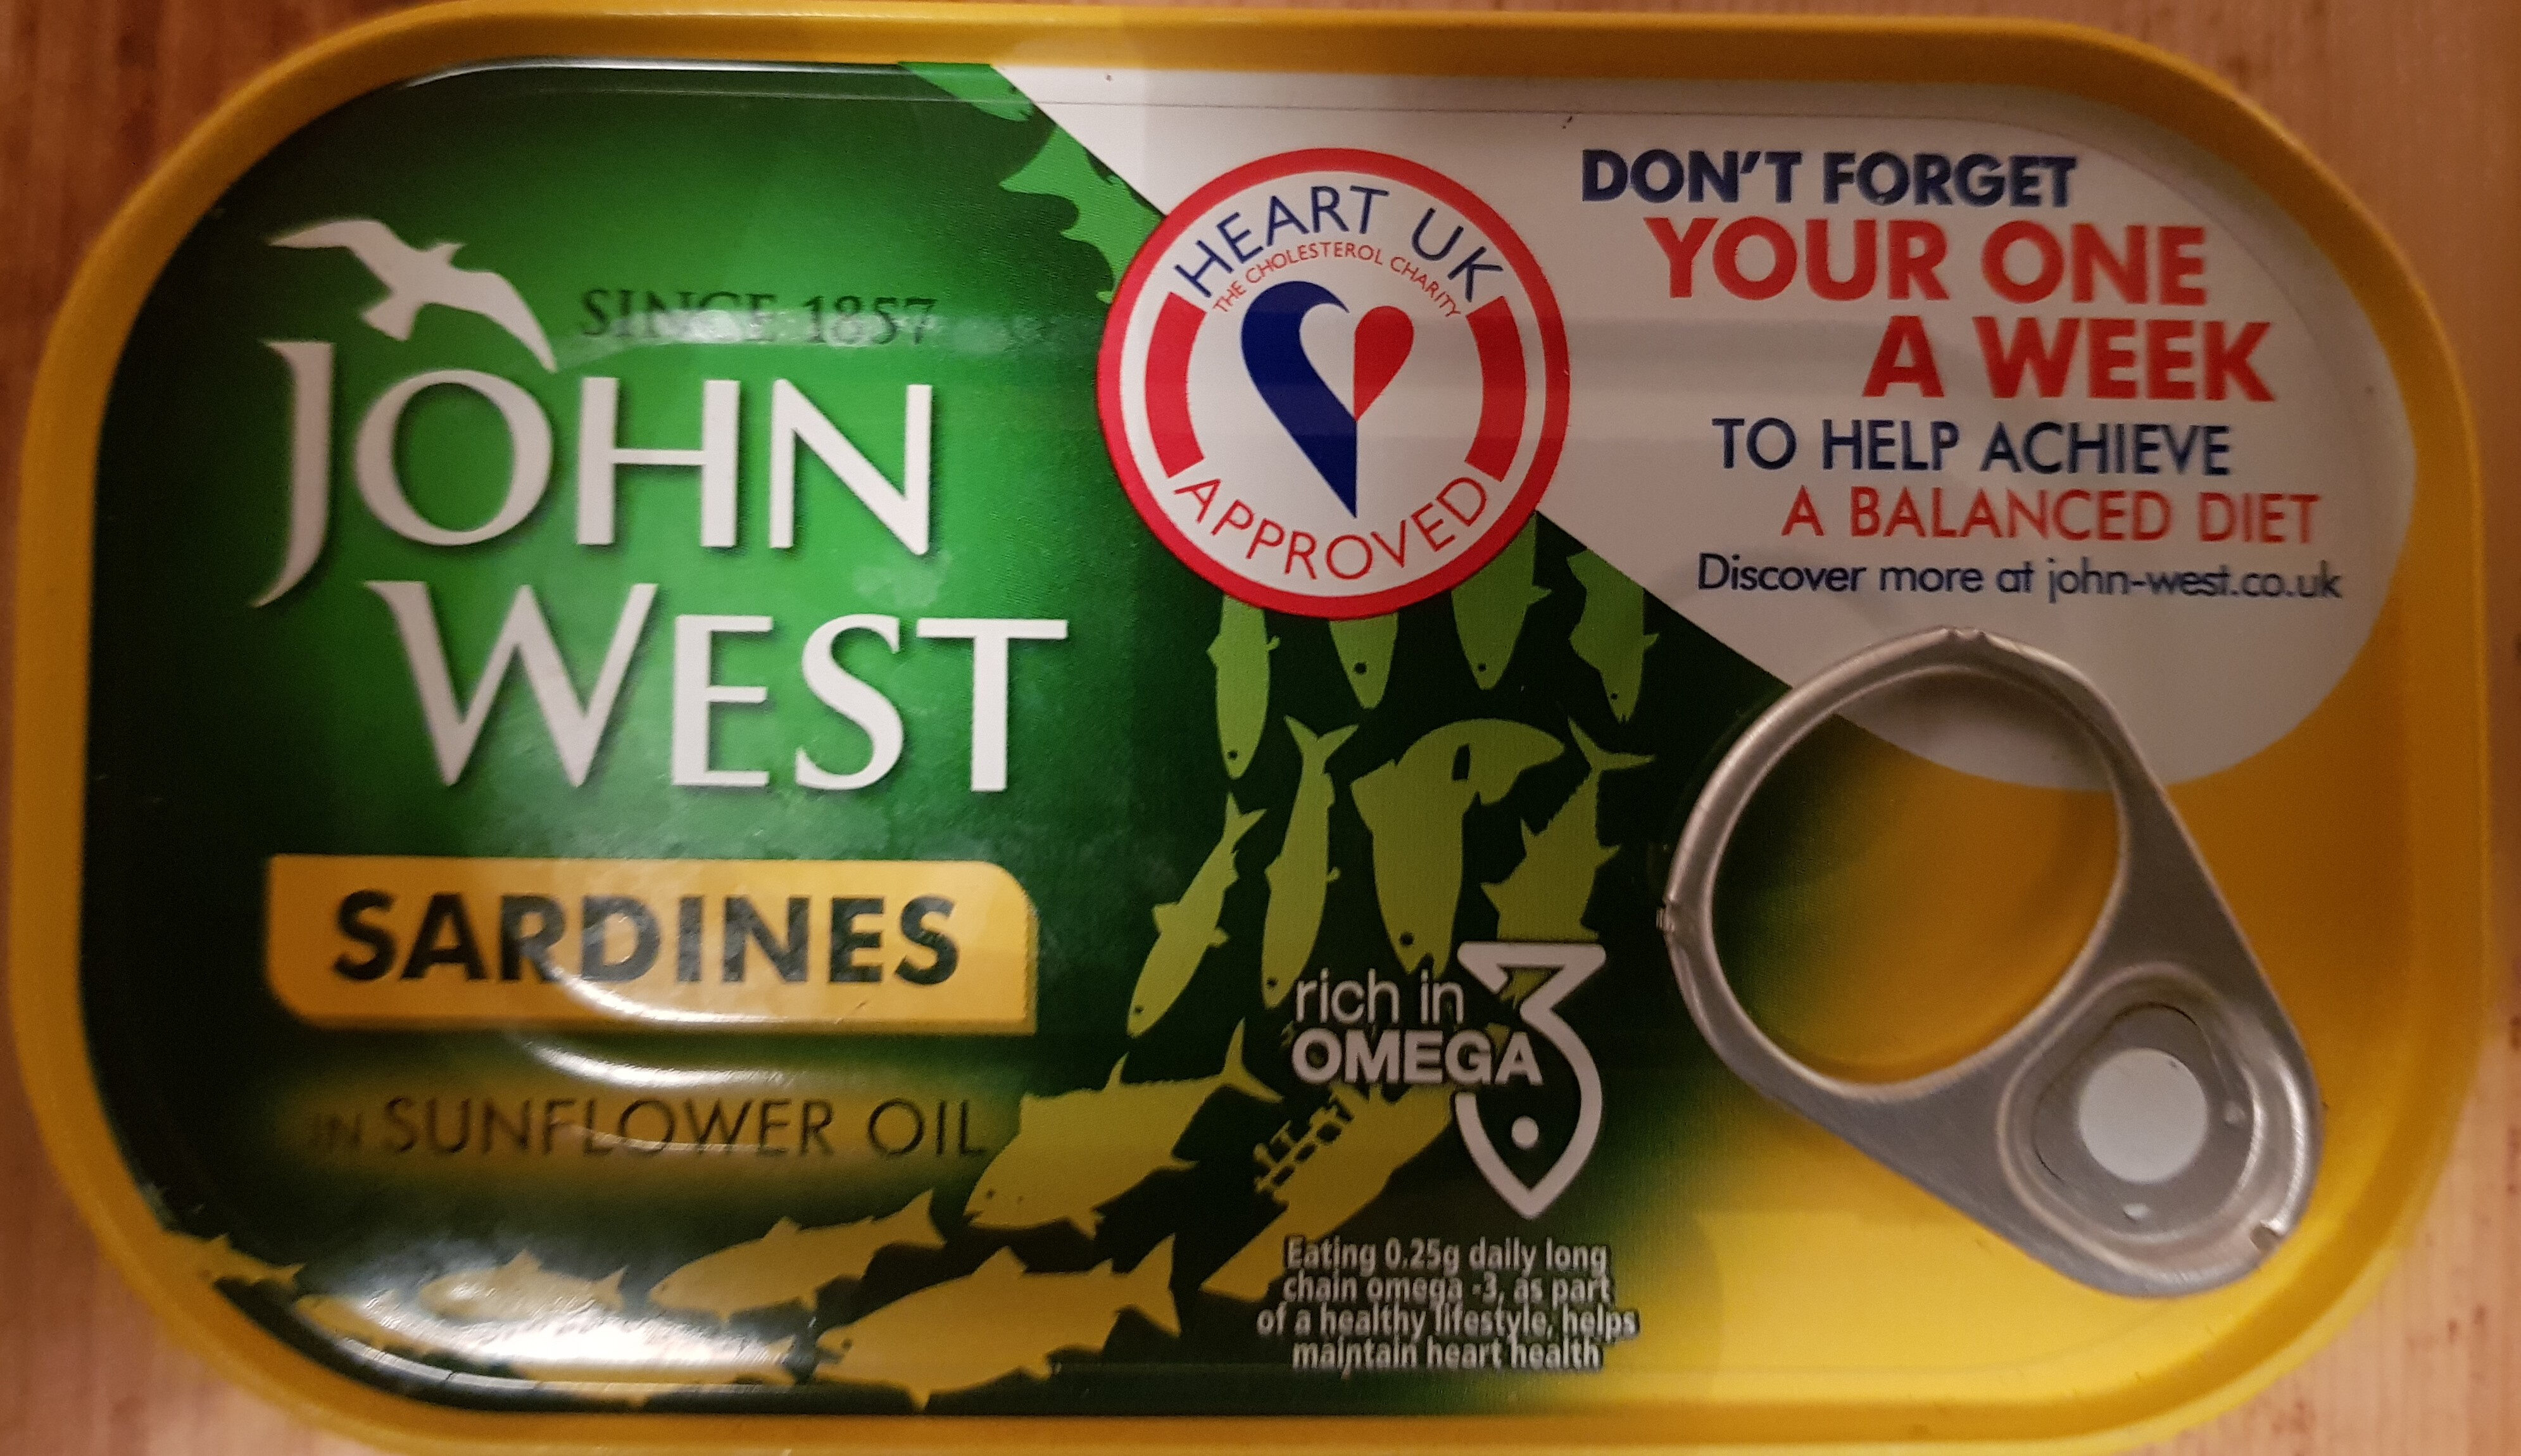 SINCE 1857
JOHN
WEST
SARDINES
IN SUNFLOWER OIL
HEART UK
THE CHOLESTEROL CHARITY
APPROVED
DON'T FORGET
YOUR ONE
A WEEK
TO HELP ACHIEVE
A BALANCED DIET
Discover more at john-west.co.uk
rich in
OMEGA 3
Eating 0.25g daily long
chain omega -3, as part
of a healthy lifestyle, helps
maintain heart health